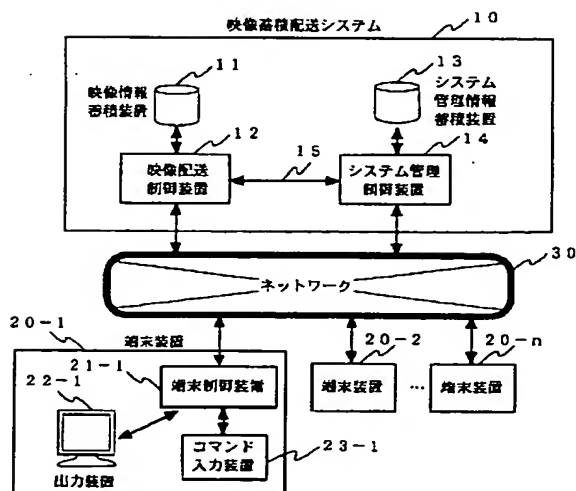 映像蓄積配送システム
10
11
13
映像情報
蓄積装置
システム
管理情報
蓄積装置
12
14
15
映像配送
制御装置
システム管理
制御装置
30
ネットワーク
20-1
端末装置
20-2
20-n
21-1
22-1
端末制御装置
端末装置
…
端末装置
コマンド
入力装置
23-1
出力装置